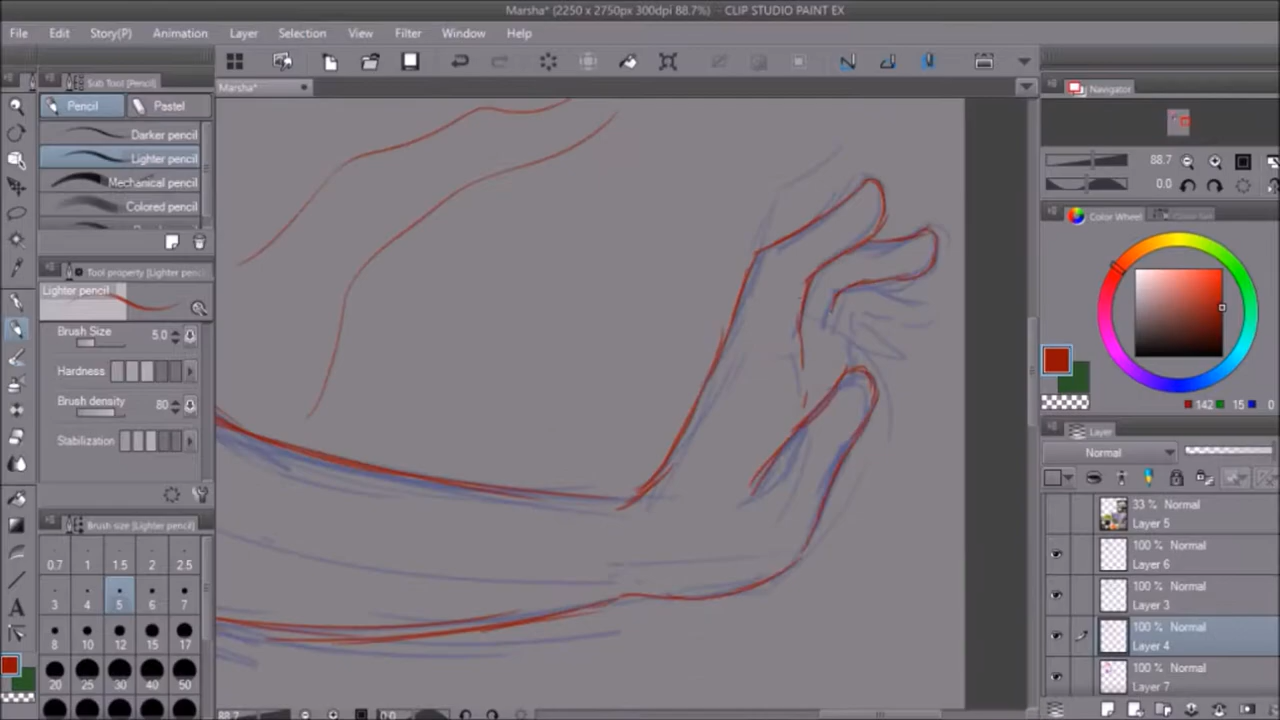 Marsha* (2250 x 2750px 300dpi 88.7%) - CLIP STUDIO PAINT EX
File Edit Story(P) Animation Layer Selection View Filter Window Help
Sub Tool [Pencil]
Marsha*
Navigator
Pencil Pastel
Darker pencil
Lighter pencil
Mechanical pencil
Colored pencil
88.7
0.0
Color Wheel
Tool property [Lighter penc
Lighter pencil
Brush Size 5.0
Hardness
Brush density 80
Stabilization
142 15 0
Layer
Normal
33 % Normal
Layer 5
100 % Normal
Layer 6
100 % Normal
Layer 3
100 % Normal
Layer 4
100 % Normal
Layer 7
Brush size [Lighter pencil]
0.7 1 1.5 2 2.5
3 4 5 6 7
8 10 12 15 17
20 25 30 40 50
88.7 0.0